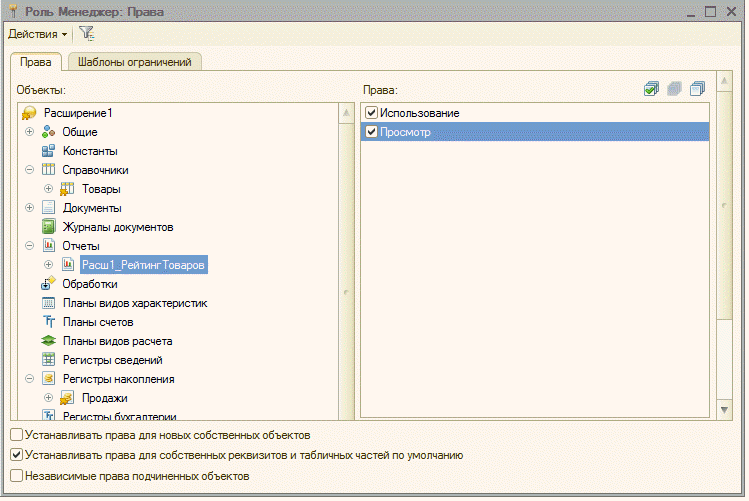 Роль Менеджер: Права
Действия
Права
Шаблоны ограничений
Объекты:
Права:
Расширение1
Общие
Константы
Справочники
Товары
Документы
Журналы документов
Отчеты
Расш1_РейтингТоваров
Обработки
Планы видов характеристик
Планы счетов
Планы видов расчета
Регистры сведений
Регистры накопления
Продажи
Регистры бухгалтерии
Использование
Просмотр
Устанавливать права для новых собственных объектов
Устанавливать права для собственных реквизитов и табличных частей по умолчанию
Независимые права подчиненных объектов